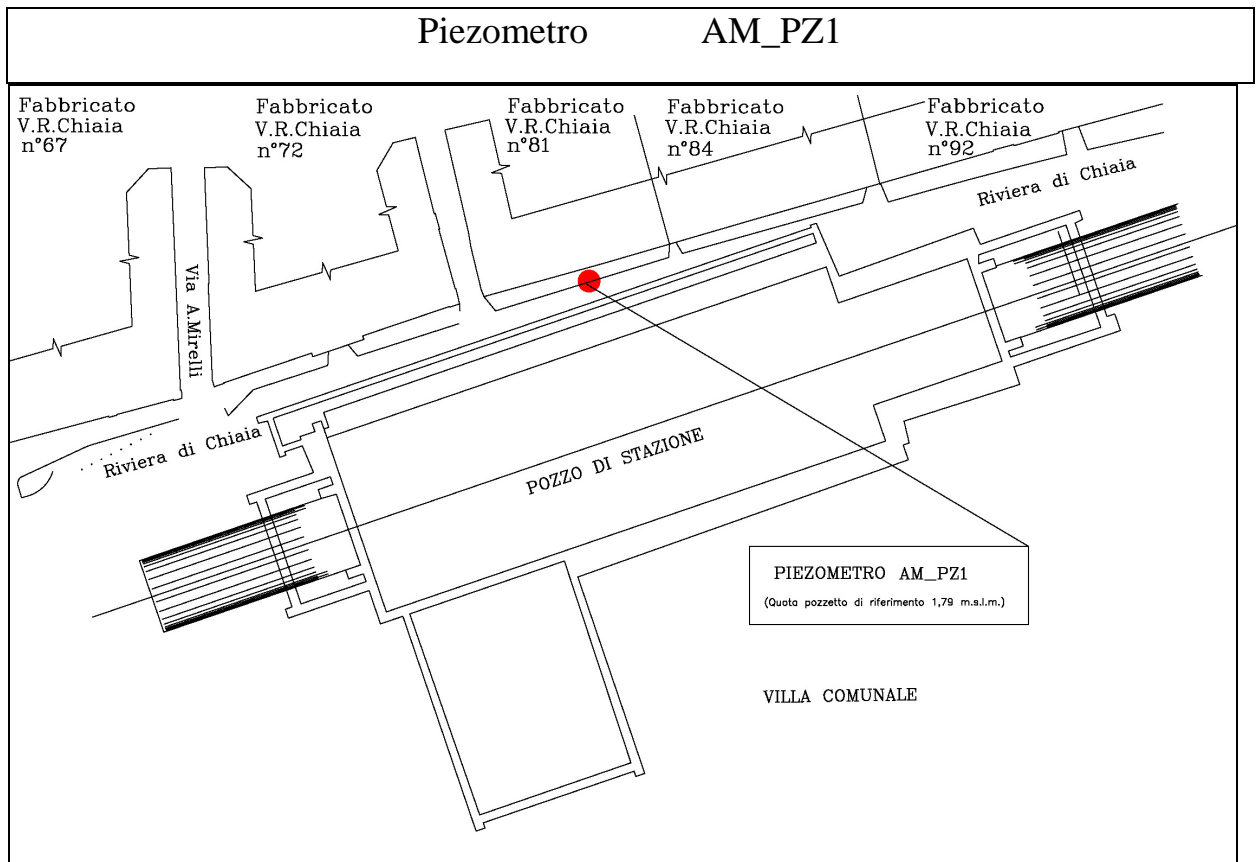 Piezometro AM_PZ1
Fabbricato
V.R.Chiaia
n°67
Fabbricato
V.R.Chiaia
n°72
Fabbricato
V.R.Chiaia
n°81
Fabbricato
V.R.Chiaia
n°84
Fabbricato
V.R.Chiaia
n°92
Riviera di Chiaia
Via A.Mirelli
Riviera di Chiaia
POZZO DI STAZIONE
PIEZOMETRO AM_PZ1
(Quota pozzetto di riferimento 1,79 m.s.l.m.)
VILLA COMUNALE